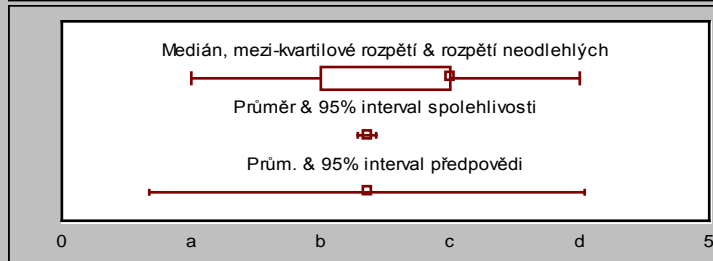 Medián, mezi-kvartilové rozpětí & rozpětí neodlehlých
Průměr & 95% interval spolehlivosti
Prům. & 95% interval předpovědi
0 a b c d 5